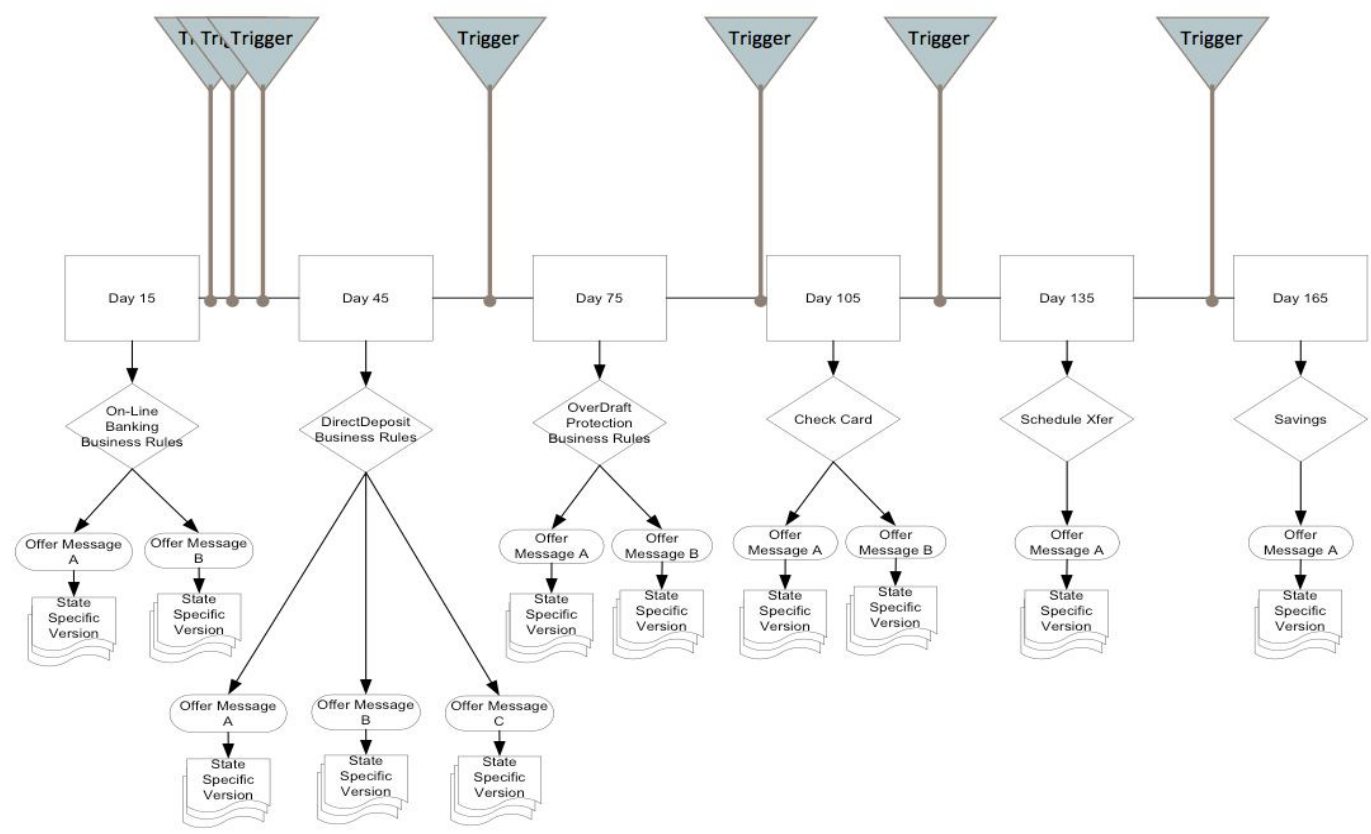 Tr
Trig
Trigger
Trigger
Trigger
Trigger
Trigger
Day 15
Day 45
Day 75
Day 105
Day 135
Day 165
On-Line
Banking
Business Rules
DirectDeposit
Business Rules
OverDraft
Protection
Business Rules
Check Card
Schedule Xfer
Savings
Offer Message
A
Offer Message
B
Offer
Message A
Offer
Message B
Offer
Message A
Offer
Message B
Offer
Message A
Offer
Message A
State
Specific
Version
State
Specific
Version
State
Specific
Version
State
Specific
Version
State
Specific
Version
State
Specific
Version
State
Specific
Version
State
Specific
Version
Offer Message
A
Offer Message
B
Offer Message
C
State
Specific
Version
State
Specific
Version
State
Specific
Version